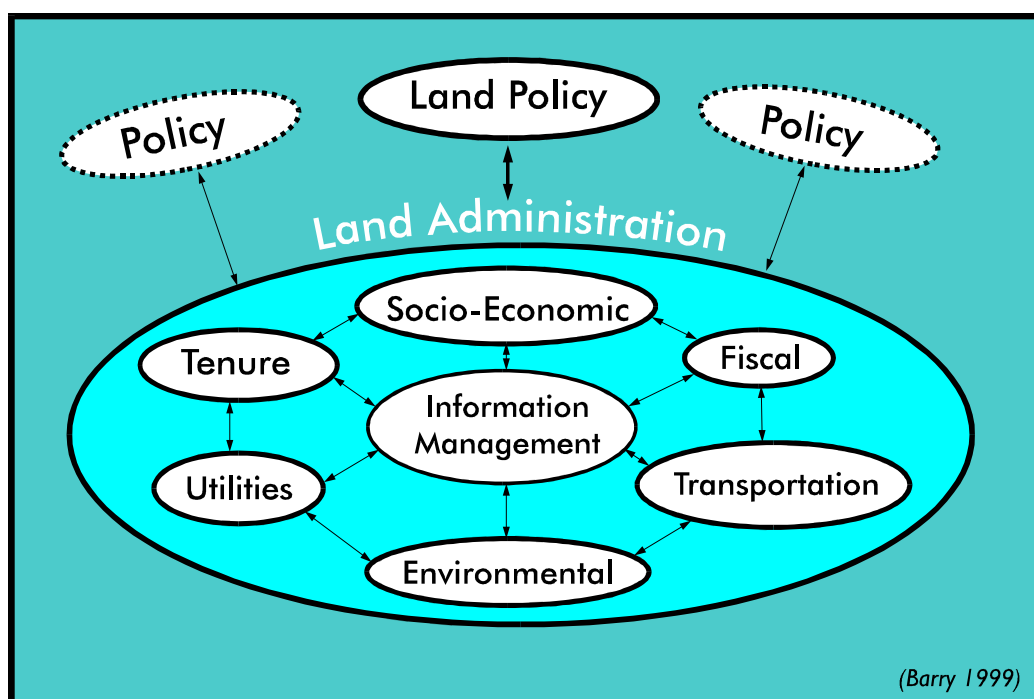 Land Policy
Policy
Policy
Land Administration
Socio-Economic
Tenure
Fiscal
Information
Management
Utilities
Transportation
Environmental
(Barry 1999)